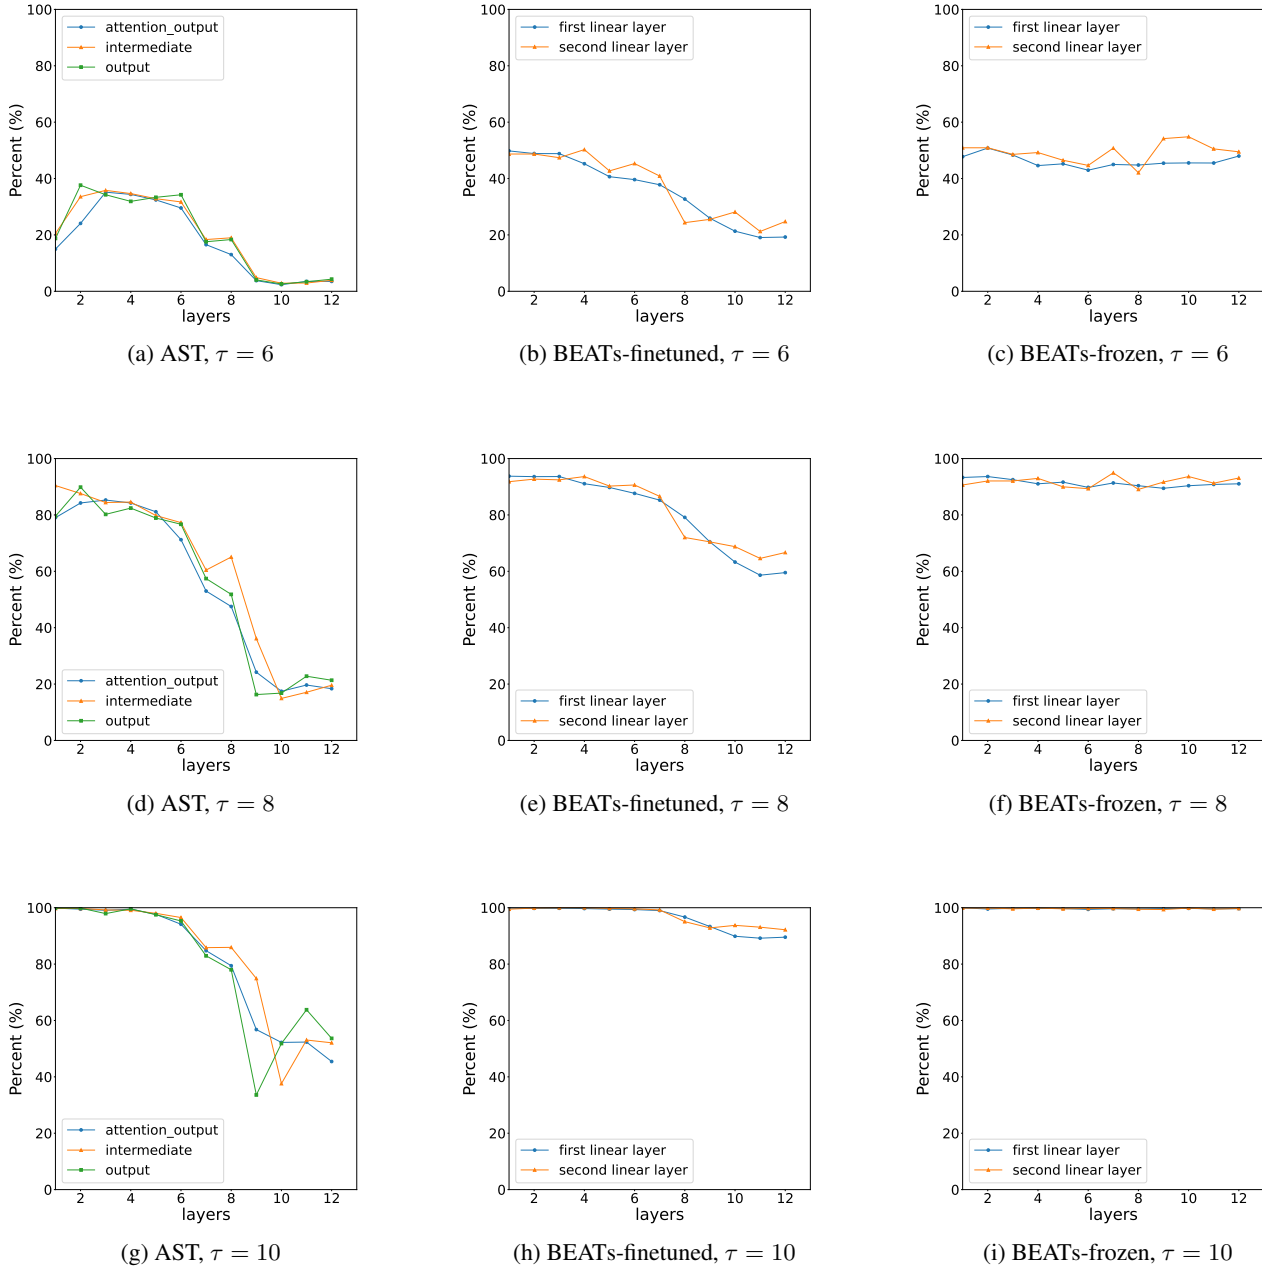 100
80
60
40
20
0
Percent (%)
attention_output
intermediate
output
2 4 6 8 10 12
layers
(a) AST, τ = 6
100
80
60
40
20
0
Percent (%)
first linear layer
second linear layer
2 4 6 8 10 12
layers
(b) BEATs-finetuned, τ = 6
100
80
60
40
20
0
Percent (%)
first linear layer
second linear layer
2 4 6 8 10 12
layers
(c) BEATs-frozen, τ = 6
100
80
60
40
20
0
Percent (%)
attention_output
intermediate
output
2 4 6 8 10 12
layers
(d) AST, τ = 8
100
80
60
40
20
0
Percent (%)
first linear layer
second linear layer
2 4 6 8 10 12
layers
(e) BEATs-finetuned, τ = 8
100
80
60
40
20
0
Percent (%)
first linear layer
second linear layer
2 4 6 8 10 12
layers
(f) BEATs-frozen, τ = 8
100
80
60
40
20
0
Percent (%)
attention_output
intermediate
output
2 4 6 8 10 12
layers
(g) AST, τ = 10
100
80
60
40
20
0
Percent (%)
first linear layer
second linear layer
2 4 6 8 10 12
layers
(h) BEATs-finetuned, τ = 10
100
80
60
40
20
0
Percent (%)
first linear layer
second linear layer
2 4 6 8 10 12
layers
(i) BEATs-frozen, τ = 10